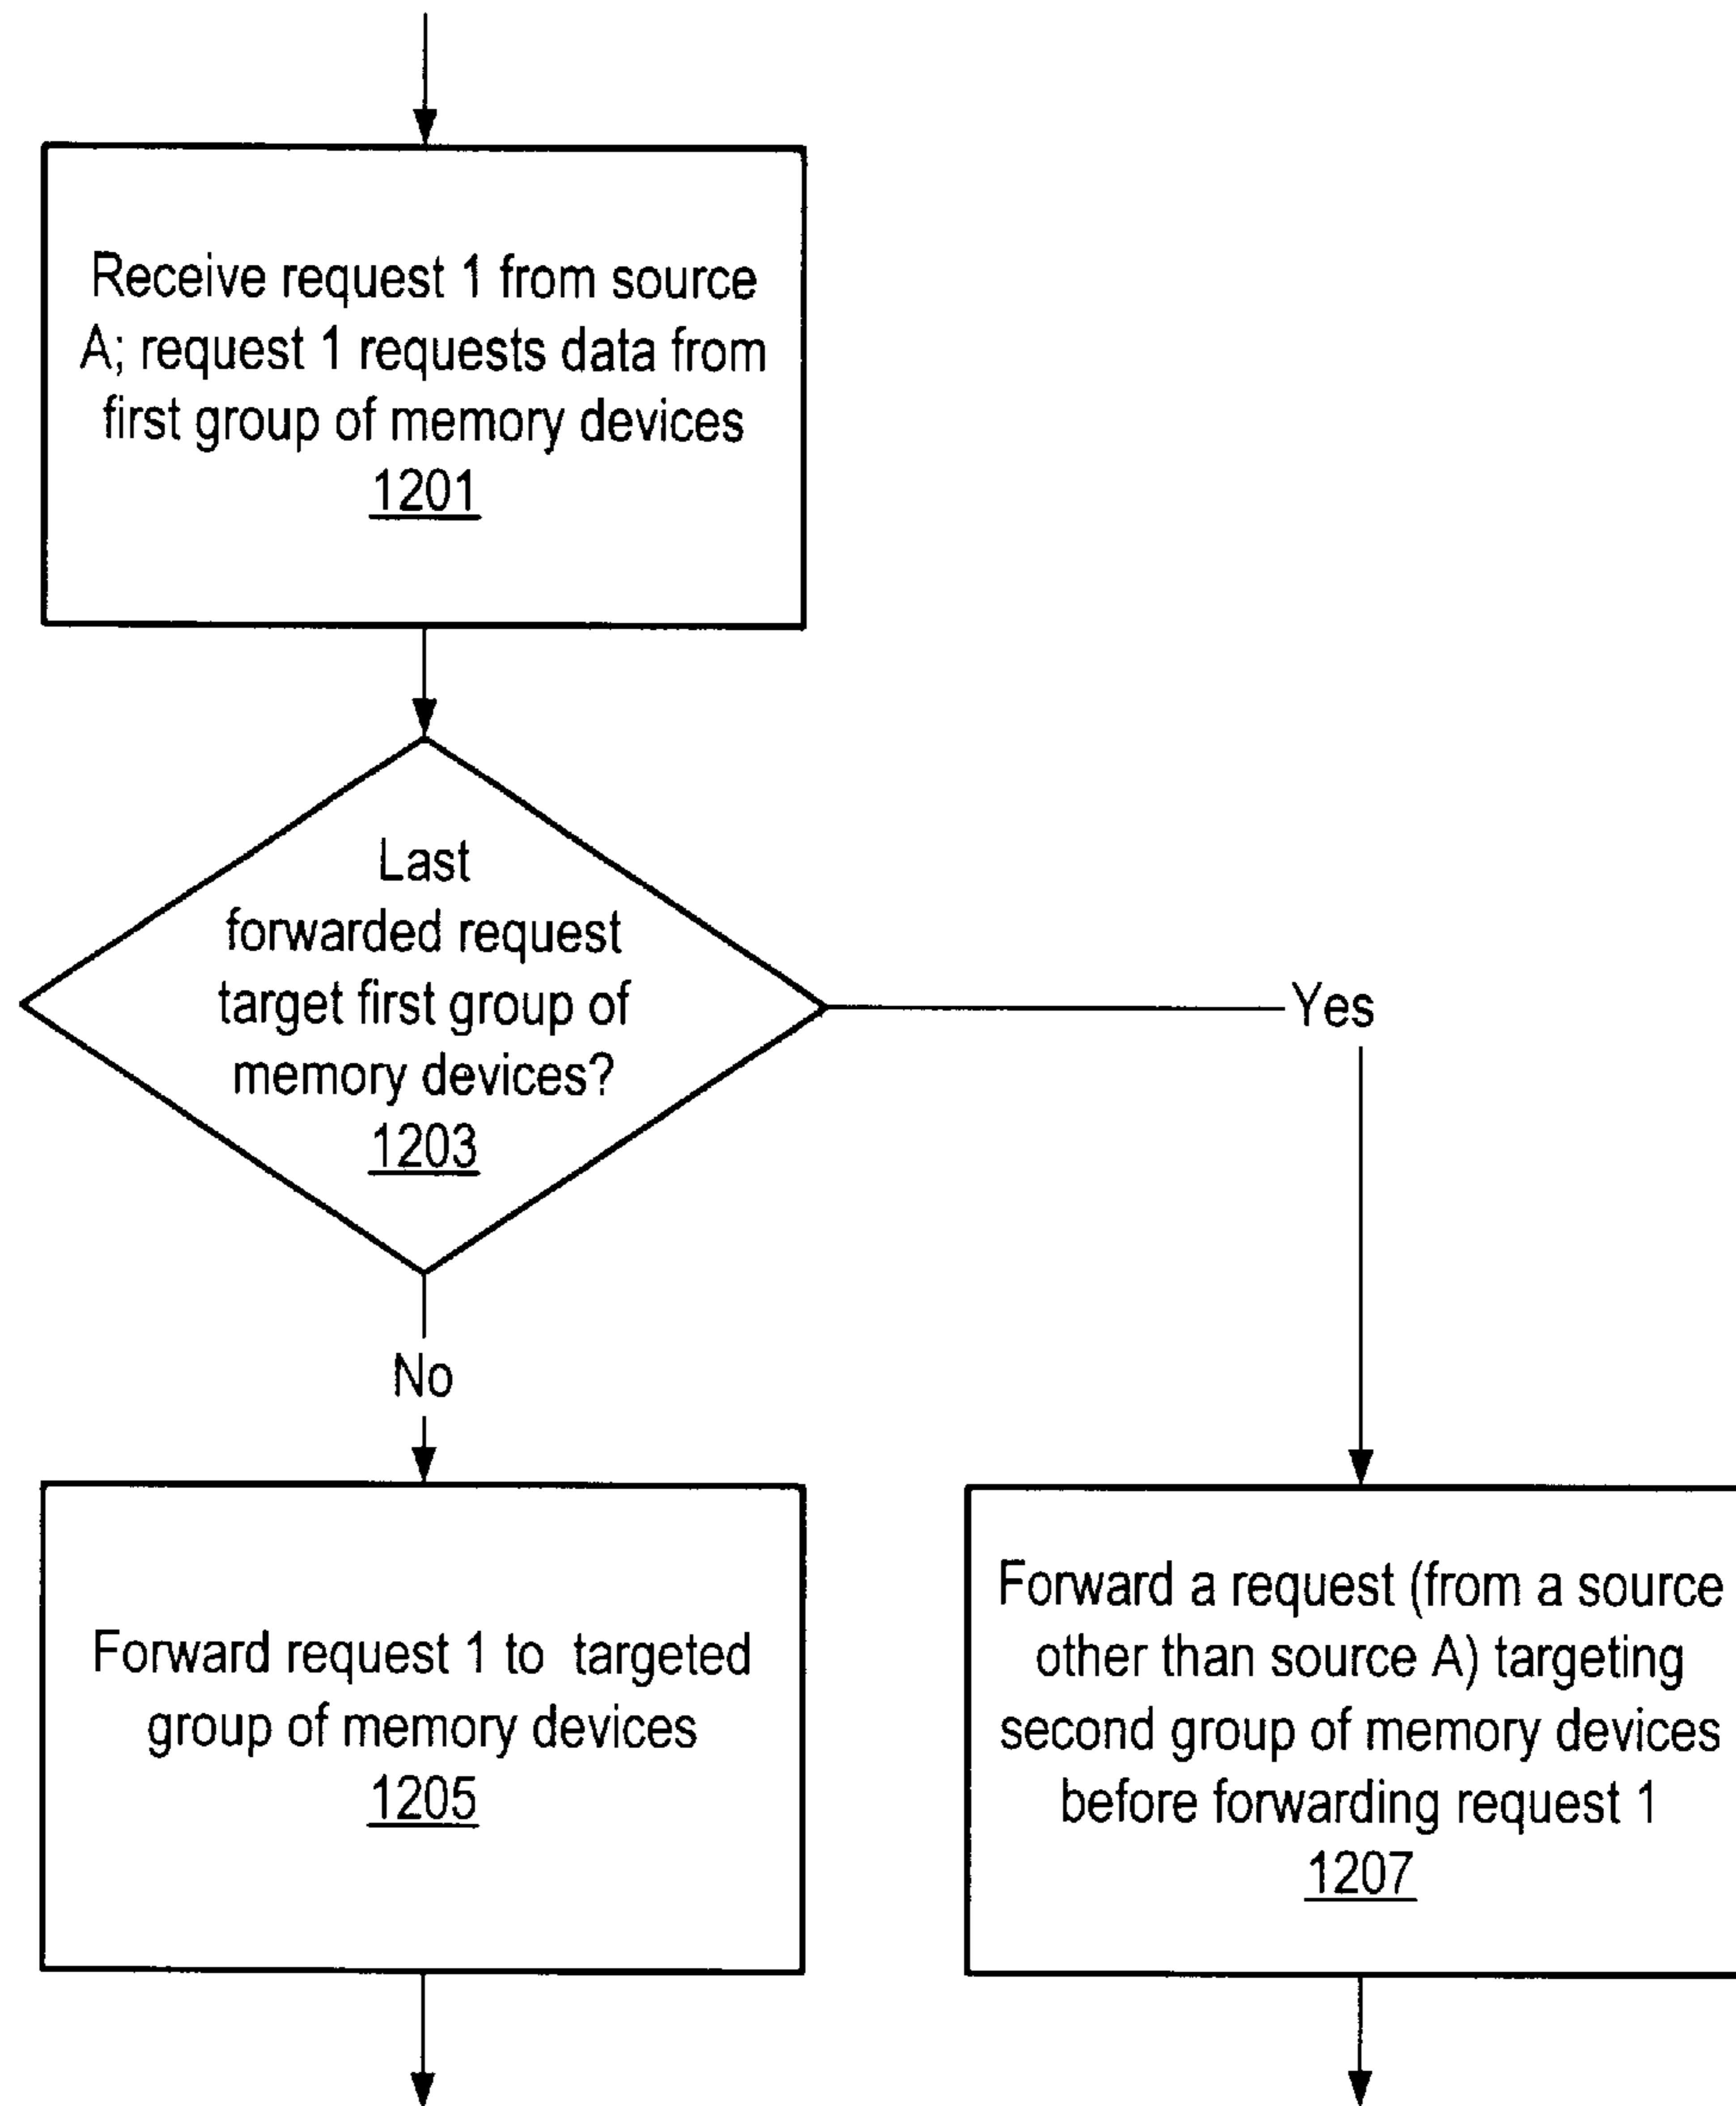 Receive request 1 from source
A; request 1 requests data from
first group of memory devices
1201
Last
forwarded request
target first group of
memory devices?
1203
Yes
No
Forward request 1 to targeted
group of memory devices
1205
Forward a request (from a source
other than source A) targeting
second group of memory devices
before forwarding request 1
1207